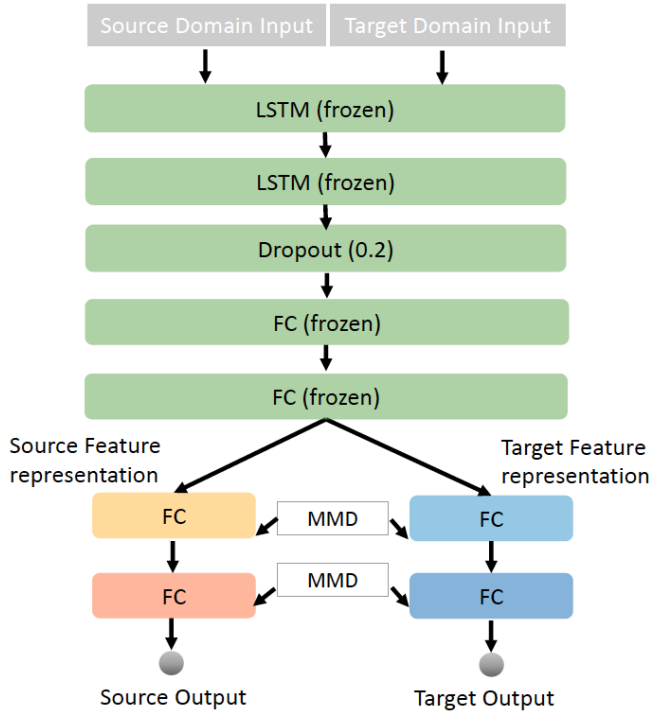 Source Domain Input
Target Domain Input
LSTM (frozen)
LSTM (frozen)
Dropout (0.2)
FC (frozen)
FC (frozen)
Source Feature
representation
Target Feature
representation
FC
MMD
FC
FC
MMD
FC
Source Output
Target Output